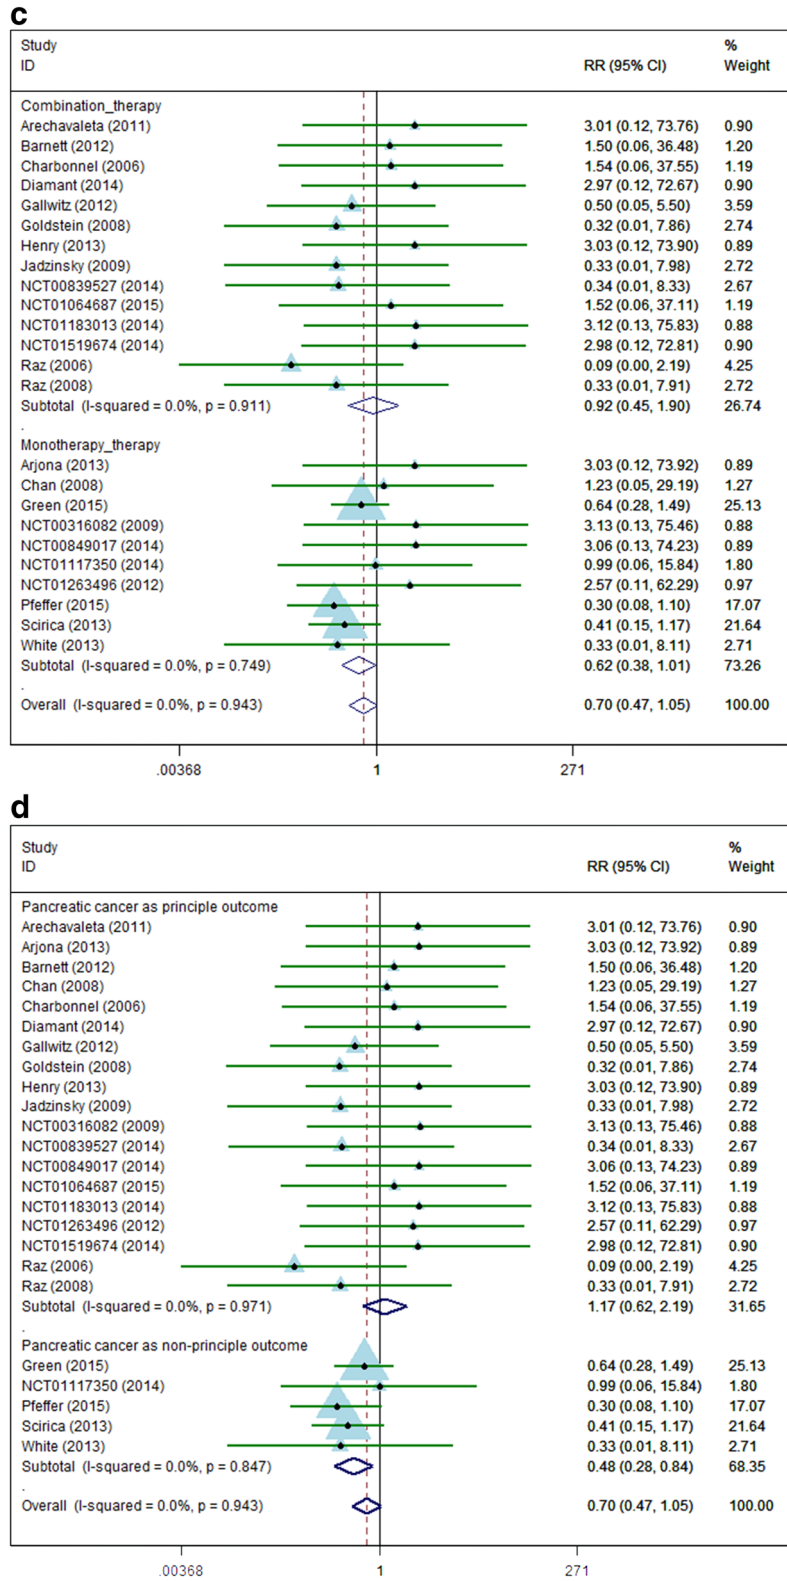 c
Study %
ID RR (95% CI) Weight
Combination_therapy
Arechavaleta (2011) 3.01 (0.12, 73.76) 0.90
Barnett (2012) 1.50 (0.06, 36.48) 1.20
Charbonnel (2006) 1.54 (0.06, 37.55) 1.19
Diamant (2014) 2.97 (0.12, 72.67) 0.90
Gallwitz (2012) 0.50 (0.05, 5.50) 3.59
Goldstein (2008) 0.32 (0.01, 7.86) 2.74
Henry (2013) 3.03 (0.12, 73.90) 0.89
Jadzinsky (2009) 0.33 (0.01, 7.98) 2.72
NCT00839527 (2014) 0.34 (0.01, 8.33) 2.67
NCT01064687 (2015) 1.52 (0.06, 37.11) 1.19
NCT01183013 (2014) 3.12 (0.13, 75.83) 0.88
NCT01519674 (2014) 2.98 (0.12, 72.81) 0.90
Raz (2006) 0.09 (0.00, 2.19) 4.25
Raz (2008) 0.33 (0.01, 7.91) 2.72
Subtotal (I-squared = 0.0%, p = 0.911) 0.92 (0.45, 1.90) 26.74
.
Monotherapy_therapy
Arjona (2013) 3.03 (0.12, 73.92) 0.89
Chan (2008) 1.23 (0.05, 29.19) 1.27
Green (2015) 0.64 (0.28, 1.49) 25.13
NCT00316082 (2009) 3.13 (0.13, 75.46) 0.88
NCT00849017 (2014) 3.06 (0.13, 74.23) 0.89
NCT01117350 (2014) 0.99 (0.06, 15.84) 1.80
NCT01263496 (2012) 2.57 (0.11, 62.29) 0.97
Pfeffer (2015) 0.30 (0.08, 1.10) 17.07
Scirica (2013) 0.41 (0.15, 1.17) 21.64
White (2013) 0.33 (0.01, 8.11) 2.71
Subtotal (I-squared = 0.0%, p = 0.749) 0.62 (0.38, 1.01) 73.26
.
Overall (I-squared = 0.0%, p = 0.943) 0.70 (0.47, 1.05) 100.00
.00368 1 271
d
Study %
ID RR (95% CI) Weight
Pancreatic cancer as principle outcome
Arechavaleta (2011) 3.01 (0.12, 73.76) 0.90
Arjona (2013) 3.03 (0.12, 73.92) 0.89
Barnett (2012) 1.50 (0.06, 36.48) 1.20
Chan (2008) 1.23 (0.05, 29.19) 1.27
Charbonnel (2006) 1.54 (0.06, 37.55) 1.19
Diamant (2014) 2.97 (0.12, 72.67) 0.90
Gallwitz (2012) 0.50 (0.05, 5.50) 3.59
Goldstein (2008) 0.32 (0.01, 7.86) 2.74
Henry (2013) 3.03 (0.12, 73.90) 0.89
Jadzinsky (2009) 0.33 (0.01, 7.98) 2.72
NCT00316082 (2009) 3.13 (0.13, 75.46) 0.88
NCT00839527 (2014) 0.34 (0.01, 8.33) 2.67
NCT00849017 (2014) 3.06 (0.13, 74.23) 0.89
NCT01064687 (2015) 1.52 (0.06, 37.11) 1.19
NCT01183013 (2014) 3.12 (0.13, 75.83) 0.88
NCT01263496 (2012) 2.57 (0.11, 62.29) 0.97
NCT01519674 (2014) 2.98 (0.12, 72.81) 0.90
Raz (2006) 0.09 (0.00, 2.19) 4.25
Raz (2008) 0.33 (0.01, 7.91) 2.72
Subtotal (I-squared = 0.0%, p = 0.971) 1.17 (0.62, 2.19) 31.65
.
Pancreatic cancer as non-principle outcome
Green (2015) 0.64 (0.28, 1.49) 25.13
NCT01117350 (2014) 0.99 (0.06, 15.84) 1.80
Pfeffer (2015) 0.30 (0.08, 1.10) 17.07
Scirica (2013) 0.41 (0.15, 1.17) 21.64
White (2013) 0.33 (0.01, 8.11) 2.71
Subtotal (I-squared = 0.0%, p = 0.847) 0.48 (0.28, 0.84) 68.35
.
Overall (I-squared = 0.0%, p = 0.943) 0.70 (0.47, 1.05) 100.00
.00368 1 271